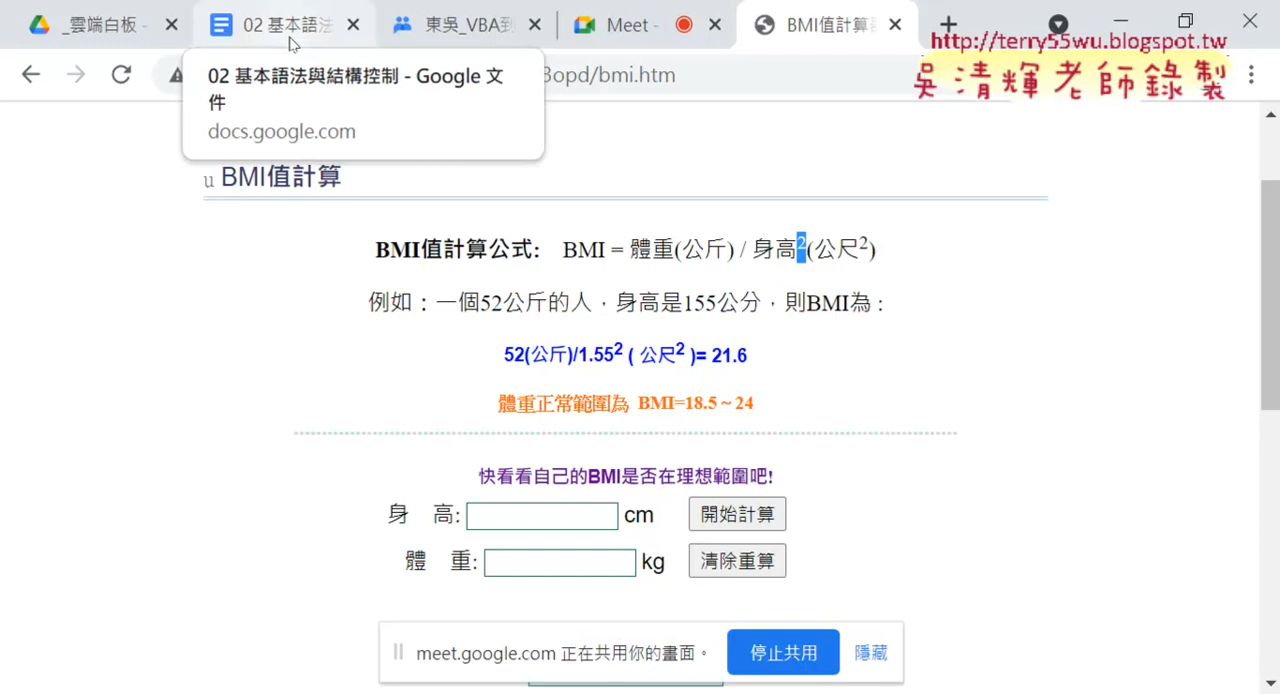 _雲端白板 -
02 基本語法
東吳_VBA到
Meet -
BMI值計算
http://terry55wu.blogspot.tw
吳清輝老師錄製
3opd/bmi.htm
02 基本語法與結構控制 - Google 文
件
docs.google.com
u BMI值計算
BMI值計算公式: BMI = 體重(公斤) / 身高2(公尺2)
例如：一個52公斤的人，身高是155公分，則BMI為 :
52(公斤)/1.552 ( 公尺2 )= 21.6
體重正常範圍為 BMI=18.5 ~ 24
快看看自己的BMI是否在理想範圍吧!
身 高: cm 開始計算
體 重: kg 清除重算
meet.google.com 正在共用你的畫面。 停止共用 隱藏